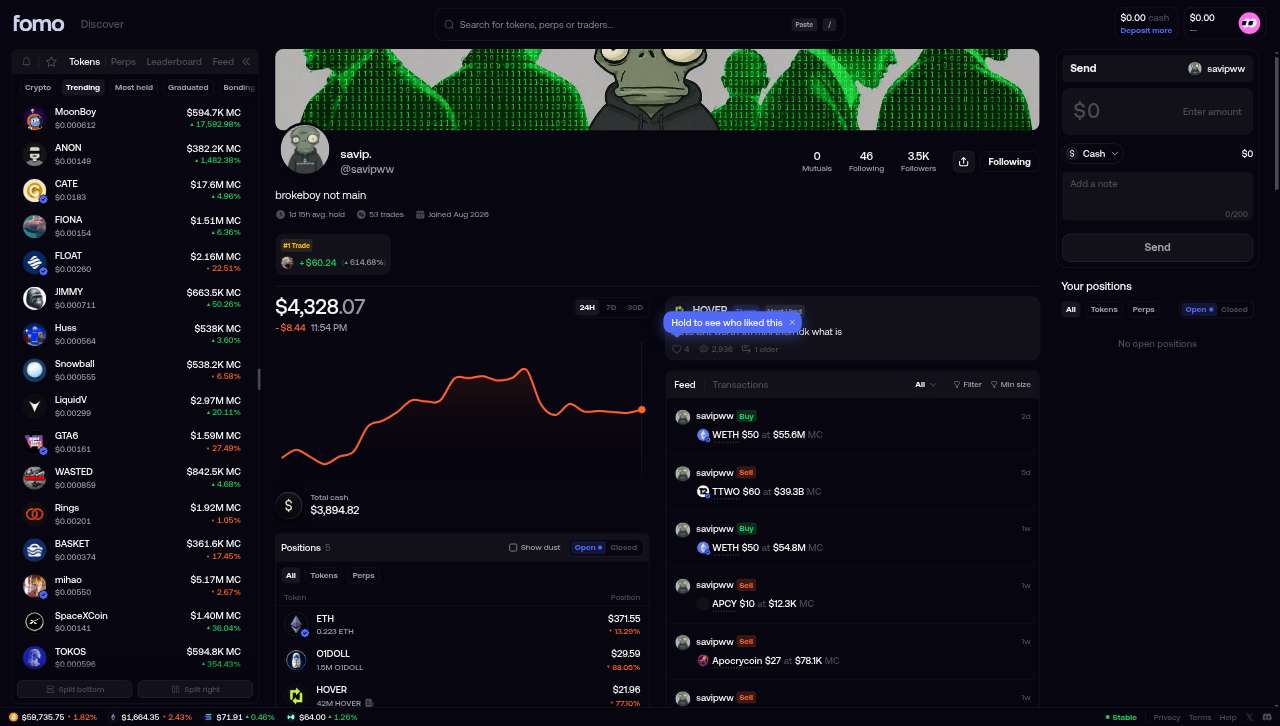 fomo Discover
Search for tokens, perps or traders... Paste /
$0.00 cash
Deposit more
$0.00
—
Tokens Perps Leaderboard Feed
Crypto Trending Most held Graduated Bonding
MoonBoy $594.7K MC
$0.000612 17,592.98%
ANON $382.2K MC
$0.00149 1,482.38%
CATE $17.6M MC
$0.0183 4.96%
FIONA $1.51M MC
$0.00154 6.36%
FLOAT $2.16M MC
$0.00260 22.51%
JIMMY $663.5K MC
$0.000711 50.26%
Huss $538K MC
$0.000564 3.60%
Snowball $538.2K MC
$0.000555 6.58%
LiquidV $2.97M MC
$0.00299 20.11%
GTA6 $1.59M MC
$0.00161 27.49%
WASTED $842.5K MC
$0.000859 4.68%
Rings $1.92M MC
$0.00201 1.05%
BASKET $361.6K MC
$0.000374 17.45%
mihao $5.17M MC
$0.00550 2.67%
SpaceXCoin $1.40M MC
$0.00141 36.04%
TOKOS $594.8K MC
$0.000596 354.43%
Split bottom Split right
savip.
@savipww
0 46 3.5K
Mutuals Following Followers
Following
brokeboy not main
1d 15h avg. hold 53 trades Joined Aug 2026
#1 Trade
+$60.24 614.68%
$4,328.07
24H 7D 30D
-$8.44 11:54 PM
Total cash
$3,894.82
Positions 5 Show dust Open Closed
All Tokens Perps
Token Position
ETH $371.55
0.223 ETH 13.29%
O1DOLL $29.59
1.5M O1DOLL 88.05%
HOVER $21.96
42M HOVER 77.10%
HOVER
Hold to see who liked this ×
idk what is
4 2,936 1 older
Feed Transactions All Filter Min size
savipww Buy 2d
WETH $50 at $55.6M MC
savipww Sell 5d
TTWO $60 at $39.3B MC
savipww Buy 1w
WETH $50 at $54.8M MC
savipww Sell 1w
APCY $10 at $12.3K MC
savipww Sell 1w
Apocrycoin $27 at $78.1K MC
savipww Sell 1w
Send savipww
$0 Enter amount
$ Cash $0
Add a note
0/200
Send
Your positions
All Tokens Perps Open Closed
No open positions
$59,735.75 1.82% $1,664.35 2.43% $71.91 0.46% $64.00 1.26%
Stable Privacy Terms Help